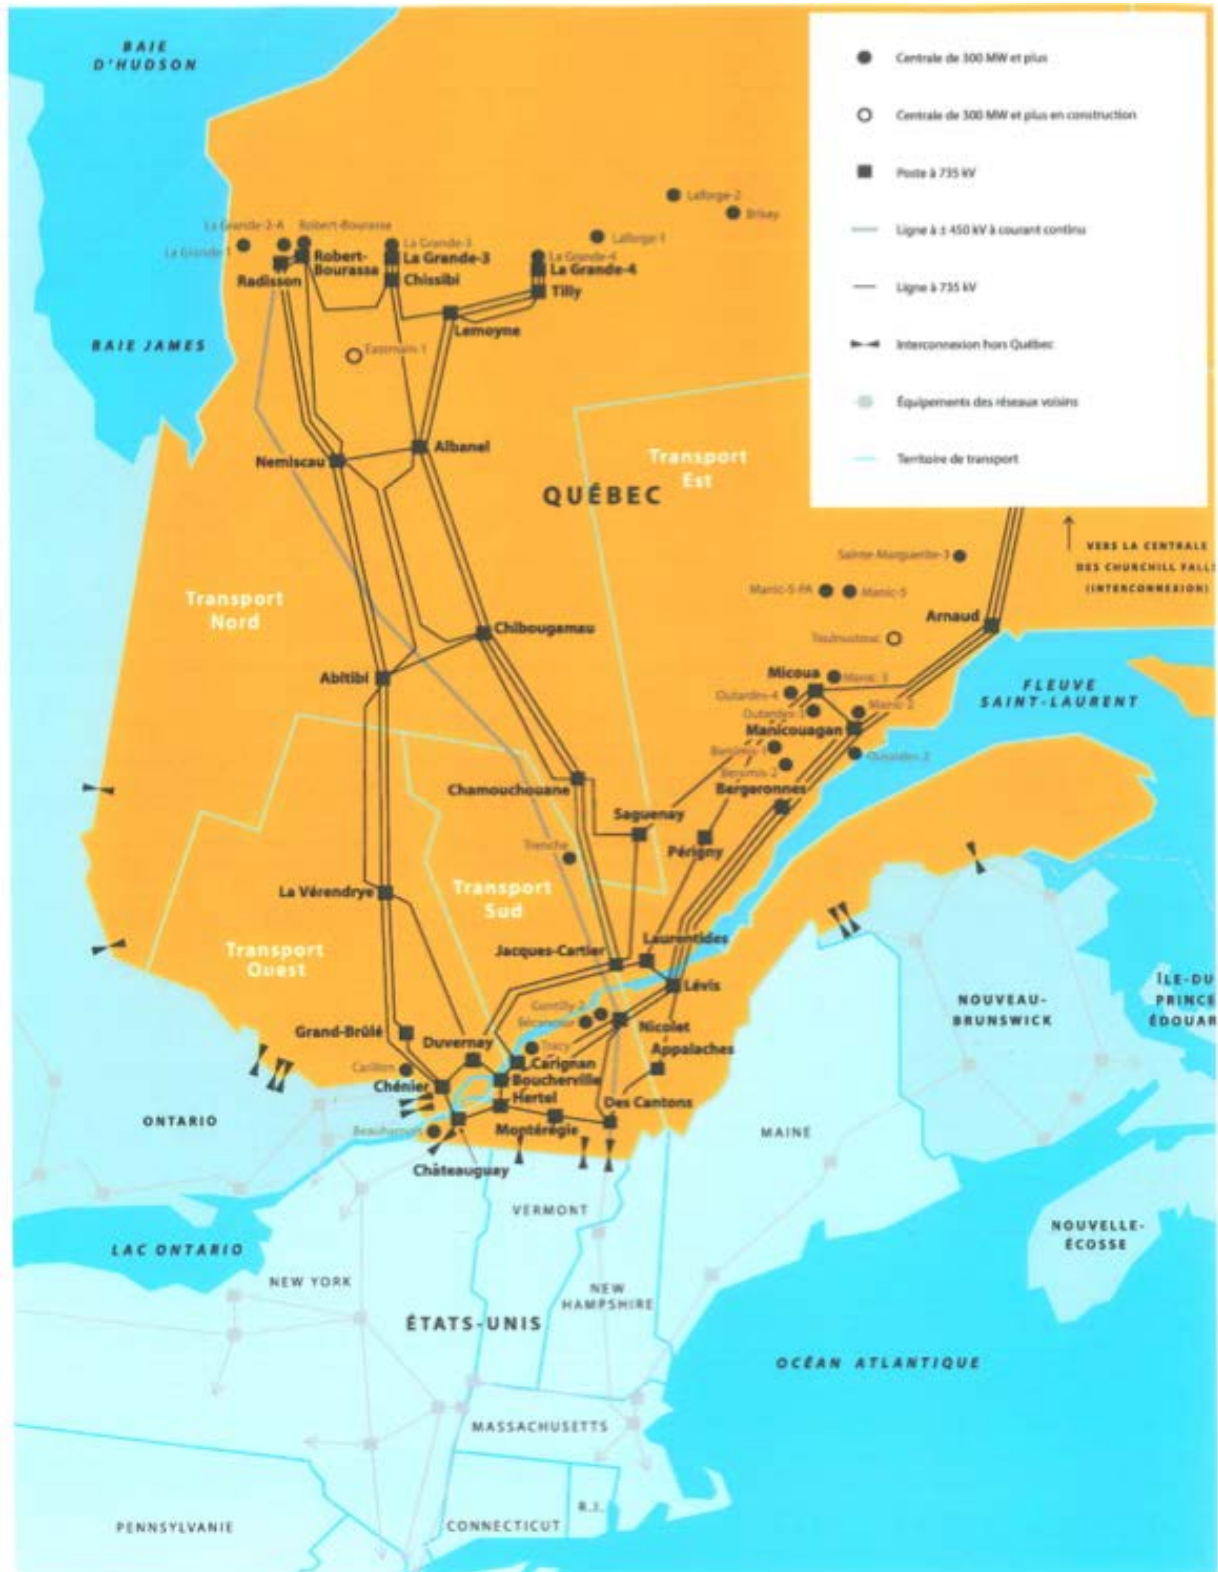 BAIE
D'HUDSON
Centrale de 300 MW et plus
Centrale de 300 MW et plus en construction
Poste à 735 kV
Ligne à ± 450 kV à courant continu
Ligne à 735 kV
Interconnexion hors Québec
Équipements des réseaux voisins
Territoire de transport
Laforge-2
Brisay
Laforge-1
La Grande-2-A
Robert-Bourassa
La Grande-1
La Grande-3
La Grande-4
Robert-
Bourassa
La Grande-3
La Grande-4
Radisson
Chissibi
Tilly
Lemoyne
BAIE JAMES
Eastmain-1
Nemiscau
Albanel
Transport
Est
QUÉBEC
VERS LA CENTRALE
DES CHURCHILL FALLS
(INTERCONNEXION)
Sainte-Marguerite-3
Manic-5-PA
Manic-5
Transport
Nord
Arnaud
Chibougamau
Toulnustouc
Abitibi
Micoua
Manic-3
FLEUVE
SAINT-LAURENT
Outardes-4
Outardes-3
Manic-2
Manicouagan
Bersimis-1
Outardes-2
Bersimis-2
Bergeronnes
Chamouchouane
Saguenay
Périgny
Trenche
La Vérendrye
Transport
Sud
Transport
Ouest
Laurentides
Jacques-Cartier
Lévis
NOUVEAU-
BRUNSWICK
ÎLE-DU
PRINCE
ÉDOUAR
Gentilly-2
Bécancour
Nicolet
Grand-Brûlé
Duvernay
Tracy
Appalaches
Carillon
Carignan
Chénier
Boucherville
Hertel
Des Cantons
ONTARIO
Beauharnois
Montérégie
MAINE
Châteauguay
VERMONT
NOUVELLE-
ÉCOSSE
LAC ONTARIO
NEW YORK
NEW
HAMPSHIRE
ÉTATS-UNIS
OCÉAN ATLANTIQUE
MASSACHUSETTS
R.I.
PENNSYLVANIE
CONNECTICUT